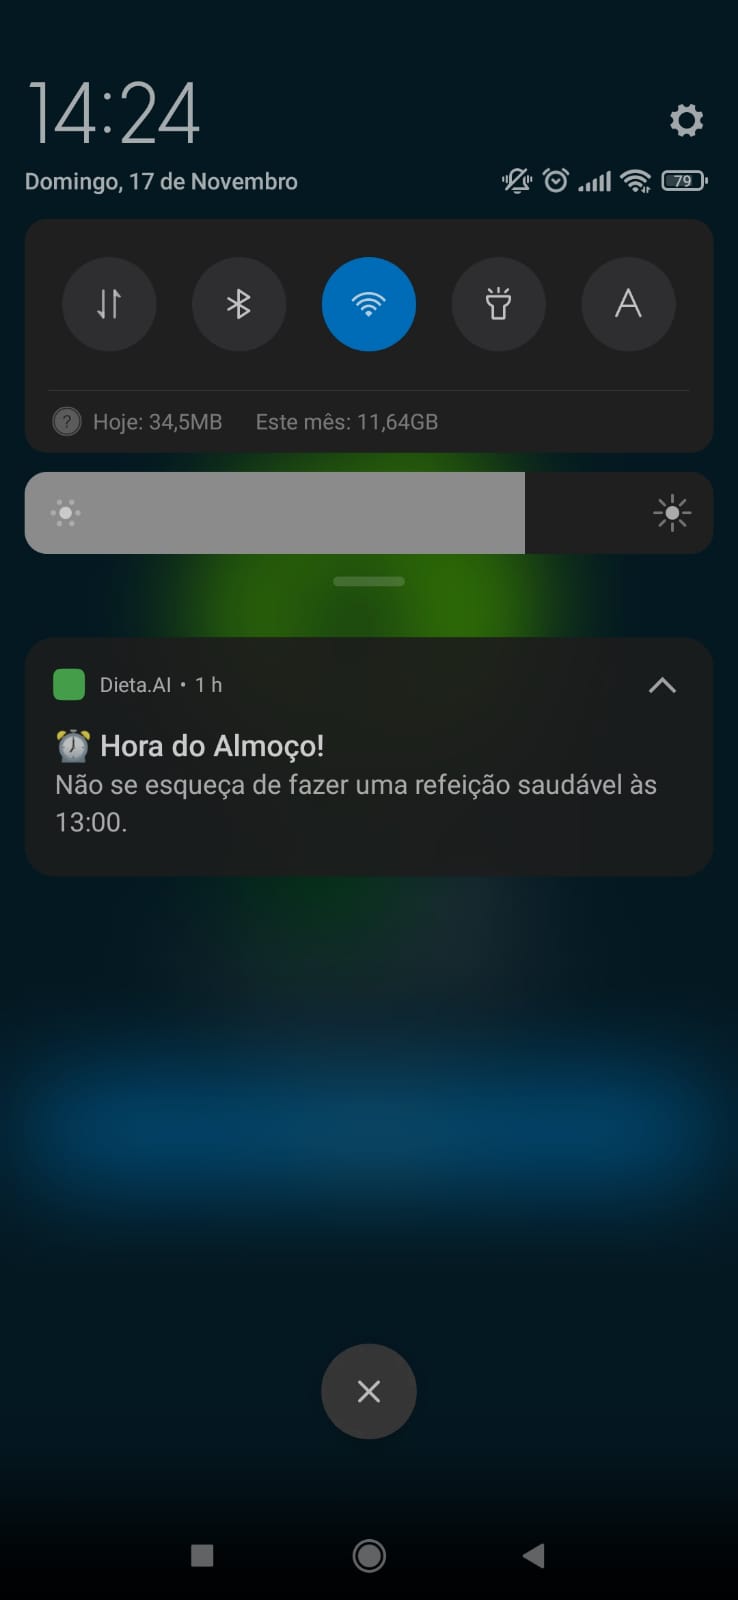 14:24
Domingo, 17 de Novembro
79
A
? Hoje: 34,5MB Este mês: 11,64GB
Dieta.AI • 1 h
⏰ Hora do Almoço!
Não se esqueça de fazer uma refeição saudável às
13:00.